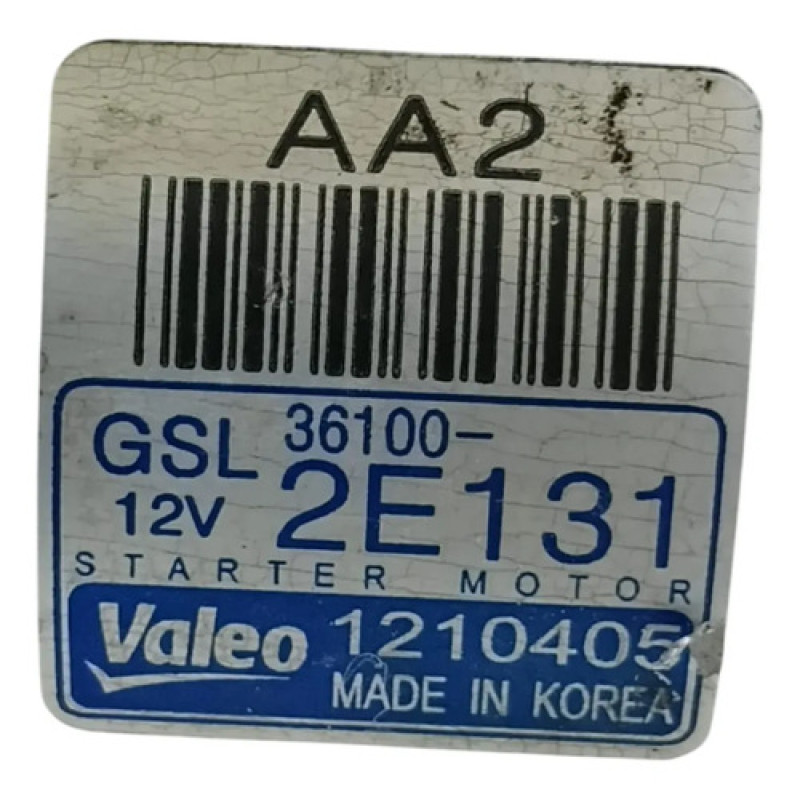 AA2
GSL 36100-
12V 2E131
STARTER MOTOR
Valeo 1210405
MADE IN KOREA